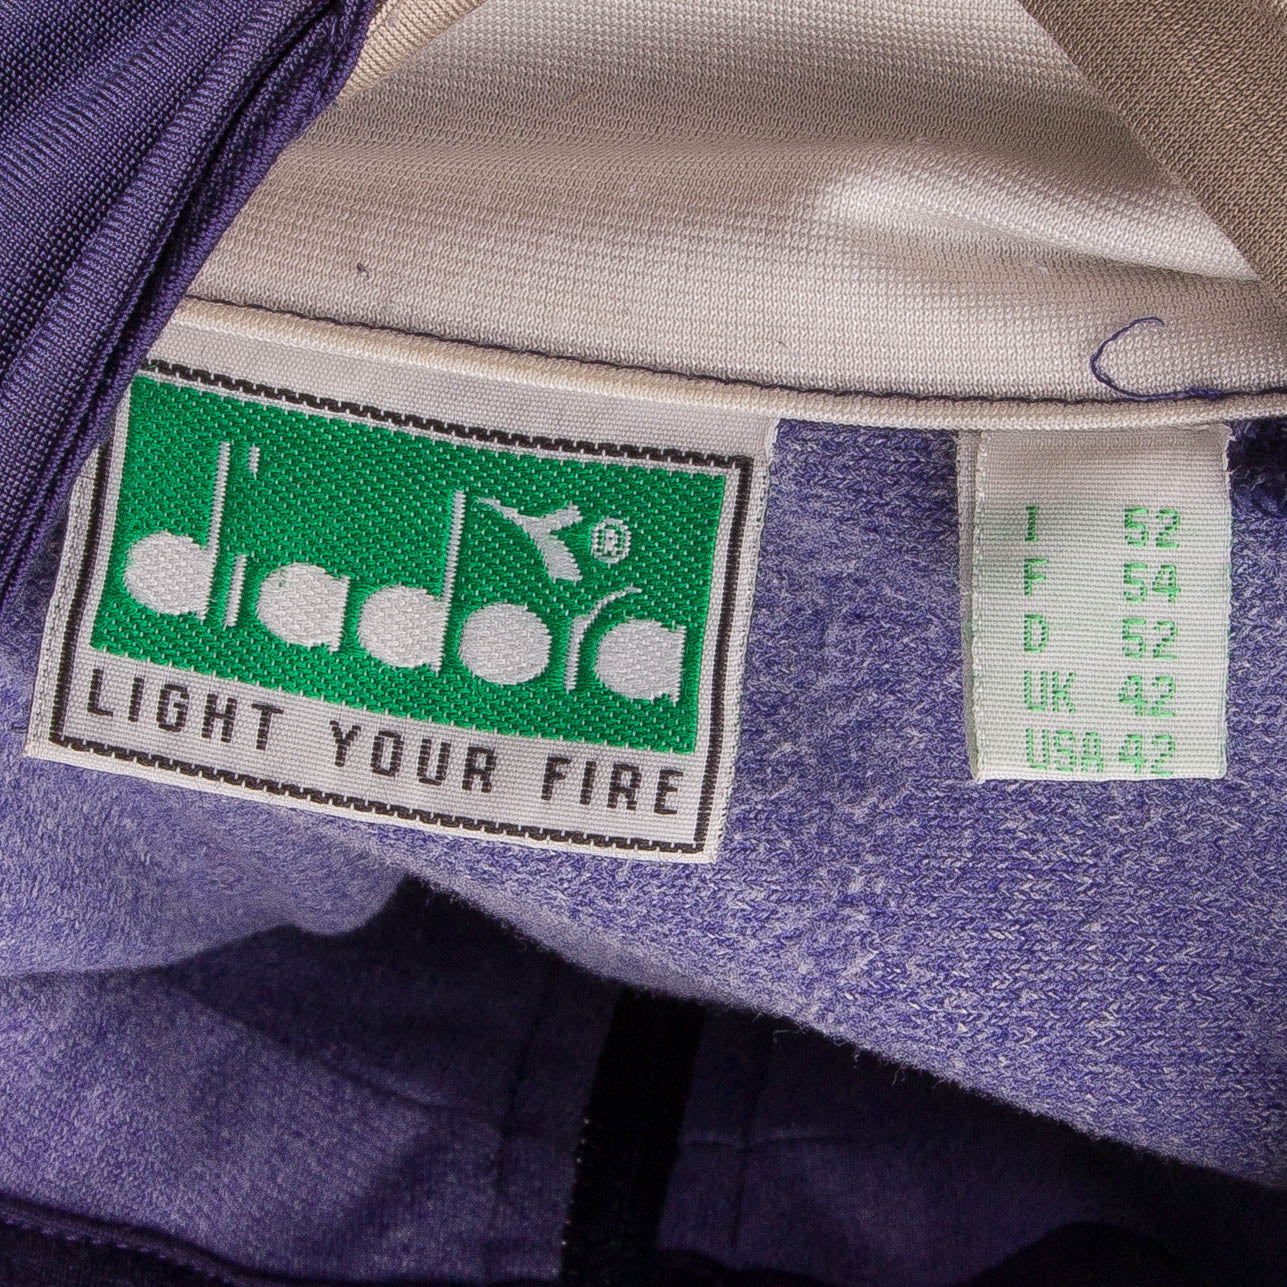 diadora®
LIGHT YOUR FIRE
I 52
F 54
D 52
UK 42
USA 42